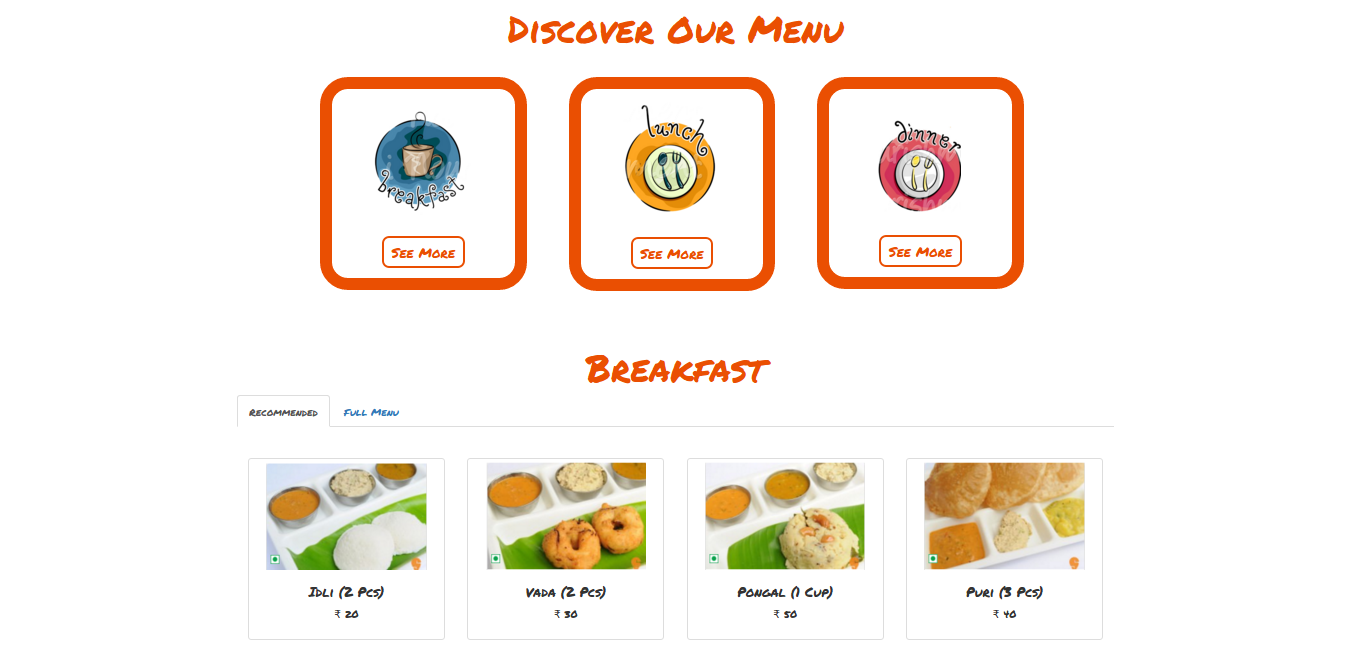 Discover Our Menu
breakfast
lunch
dinner
See More
See More
See More
Breakfast
Recommended
Full Menu
Idli (2 Pcs)
Vada (2 Pcs)
Pongal (1 Cup)
Puri (3 Pcs)
₹ 20
₹ 30
₹ 50
₹ 40